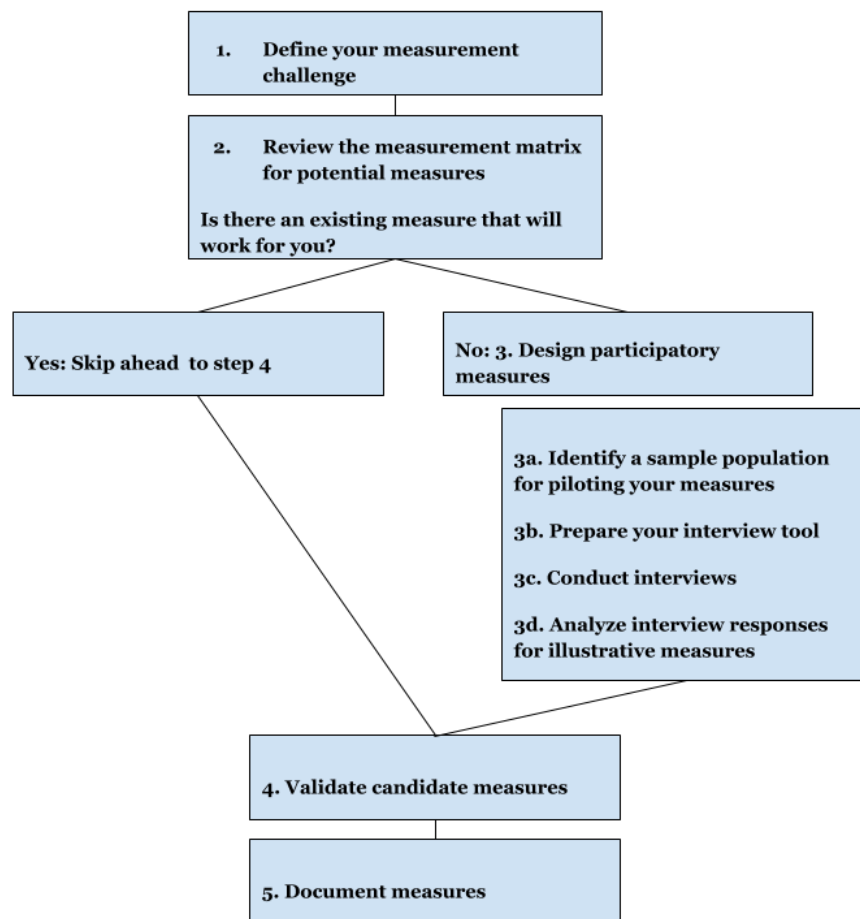 1. Define your measurement
challenge
2. Review the measurement matrix
for potential measures
Is there an existing measure that will
work for you?
Yes: Skip ahead to step 4
No: 3. Design participatory
measures
3a. Identify a sample population
for piloting your measures
3b. Prepare your interview tool
3c. Conduct interviews
3d. Analyze interview responses
for illustrative measures
4. Validate candidate measures
5. Document measures